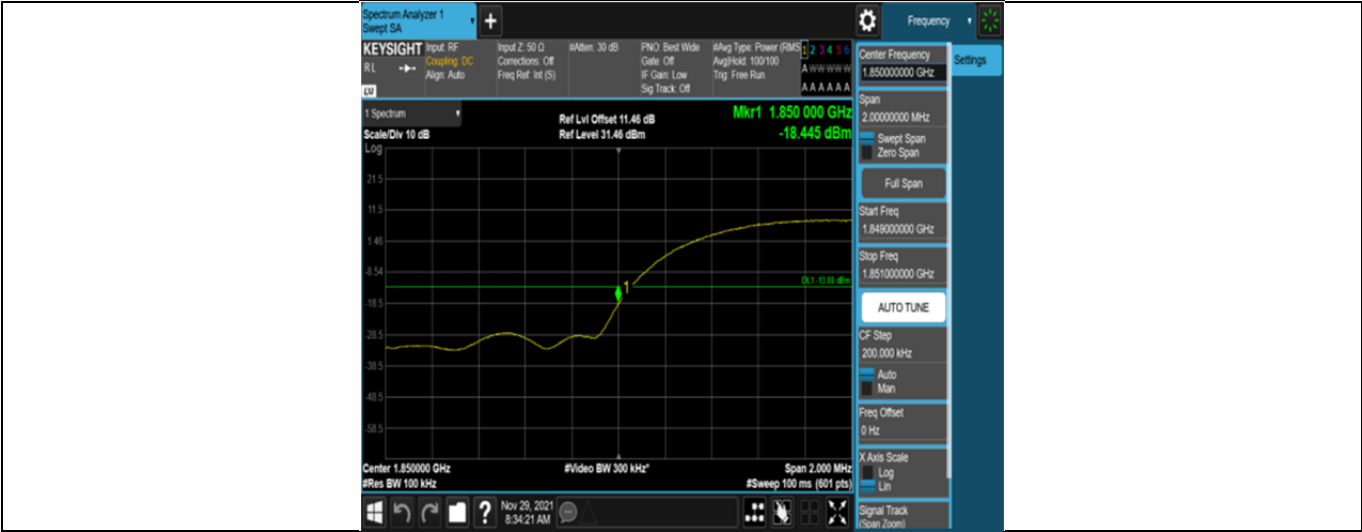 Spectrum Analyzer 1
Swept SA
Frequency
KEYSIGHT
RL
Input: RF
Coupling: DC
Align: Auto
Input Z: 50 Ω
Corrections: Off
Freq Ref: Int (S)
#Atten: 30 dB
PNO: Best Wide
Gate: Off
IF Gain: Low
Sig Track: Off
#Avg Type: Power (RMS
Avg|Hold: 100/100
Trig: Free Run
1 2 3 4 5 6
A W W W W W
A A A A A A
1 Spectrum
Scale/Div 10 dB
Log
Ref Lvl Offset 11.46 dB
Ref Level 31.46 dBm
Mkr1 1.850 000 GHz
-18.445 dBm
21.5
11.5
1.46
-8.54
-18.5
-28.5
-38.5
-48.5
-58.5
DL1 -13.00 dBm
1
Center 1.850000 GHz
#Res BW 100 kHz
#Video BW 300 kHz*
Span 2.000 MHz
#Sweep 100 ms (601 pts)
Nov 29, 2021
8:34:21 AM
Settings
Center Frequency
1.850000000 GHz
Span
2.00000000 MHz
Swept Span
Zero Span
Full Span
Start Freq
1.849000000 GHz
Stop Freq
1.851000000 GHz
AUTO TUNE
CF Step
200.000 kHz
Auto
Man
Freq Offset
0 Hz
X Axis Scale
Log
Lin
Signal Track
(Span Zoom)